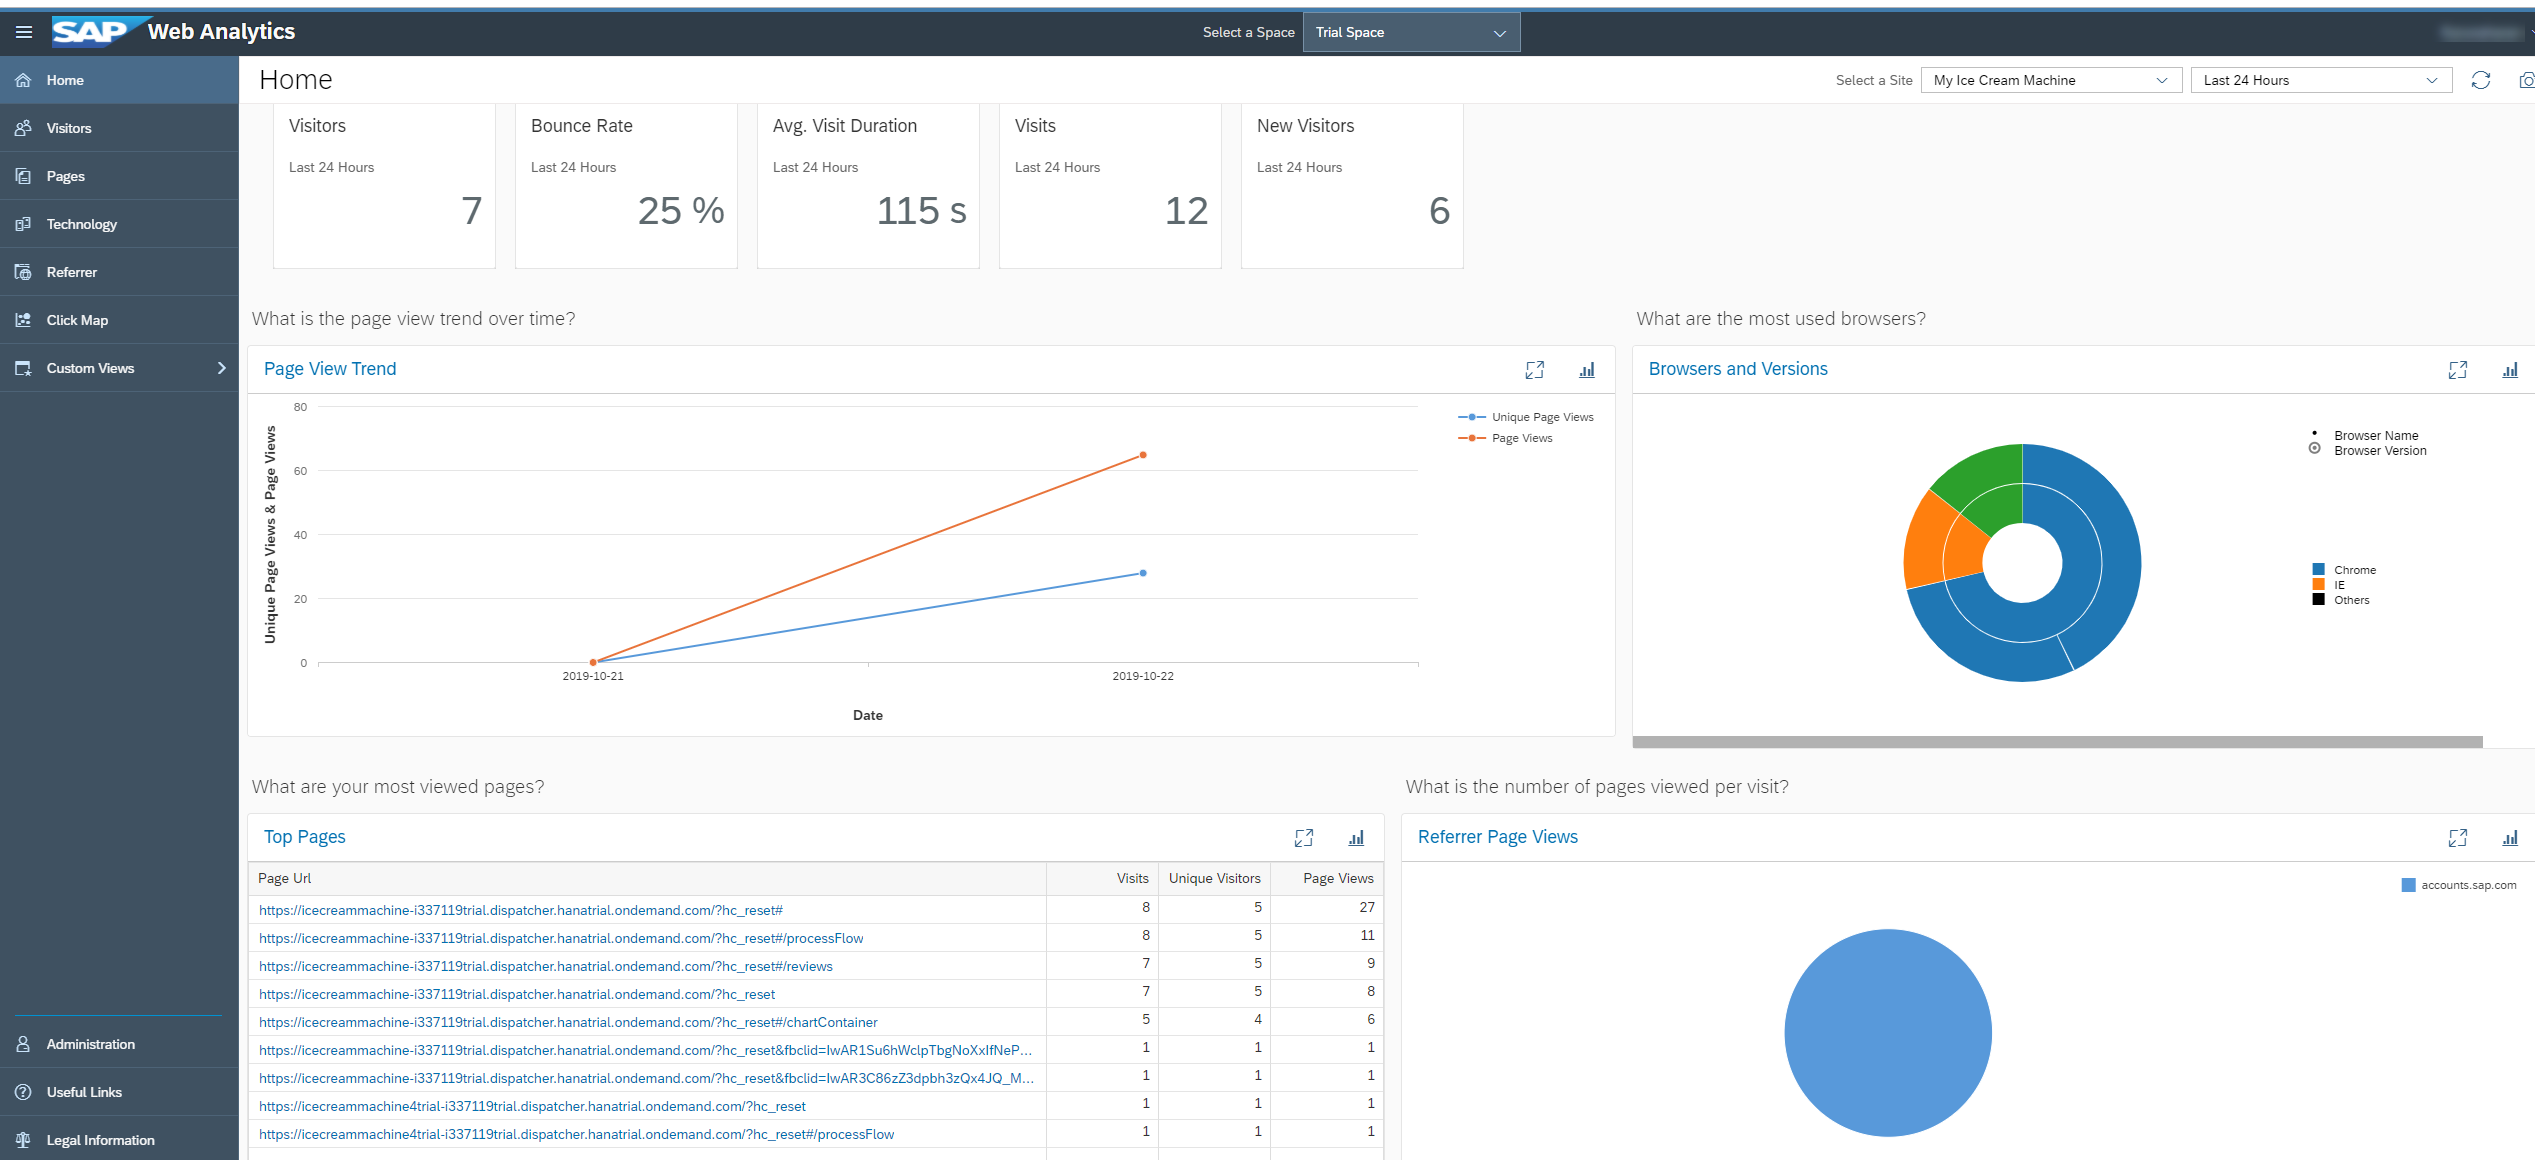 SAP Web Analytics
Select a Space Trial Space
Home
Visitors
Pages
Technology
Referrer
Click Map
Custom Views
Administration
Useful Links
Legal Information
Home
Select a Site My Ice Cream Machine Last 24 Hours
Visitors
Last 24 Hours
7
Bounce Rate
Last 24 Hours
25 %
Avg. Visit Duration
Last 24 Hours
115 s
Visits
Last 24 Hours
12
New Visitors
Last 24 Hours
6
What is the page view trend over time?
Page View Trend
Unique Page Views & Page Views
80
60
40
20
0
2019-10-21 2019-10-22
Date
Unique Page Views
Page Views
What are the most used browsers?
Browsers and Versions
Browser Name
Browser Version
Chrome
IE
Others
What are your most viewed pages?
Top Pages
Page Url Visits Unique Visitors Page Views
https://icecreammachine-i337119trial.dispatcher.hanatrial.ondemand.com/?hc_reset# 8 5 27
https://icecreammachine-i337119trial.dispatcher.hanatrial.ondemand.com/?hc_reset#/processFlow 8 5 11
https://icecreammachine-i337119trial.dispatcher.hanatrial.ondemand.com/?hc_reset#/reviews 7 5 9
https://icecreammachine-i337119trial.dispatcher.hanatrial.ondemand.com/?hc_reset 7 5 8
https://icecreammachine-i337119trial.dispatcher.hanatrial.ondemand.com/?hc_reset#/chartContainer 5 4 6
https://icecreammachine-i337119trial.dispatcher.hanatrial.ondemand.com/?hc_reset&fbclid=IwAR1Su6hWclpTbgNoXxIfNeP... 1 1 1
https://icecreammachine-i337119trial.dispatcher.hanatrial.ondemand.com/?hc_reset&fbclid=IwAR3C86zZ3dpbh3zQx4JQ_M... 1 1 1
https://icecreammachine4trial-i337119trial.dispatcher.hanatrial.ondemand.com/?hc_reset 1 1 1
https://icecreammachine4trial-i337119trial.dispatcher.hanatrial.ondemand.com/?hc_reset#/processFlow 1 1 1
What is the number of pages viewed per visit?
Referrer Page Views
accounts.sap.com